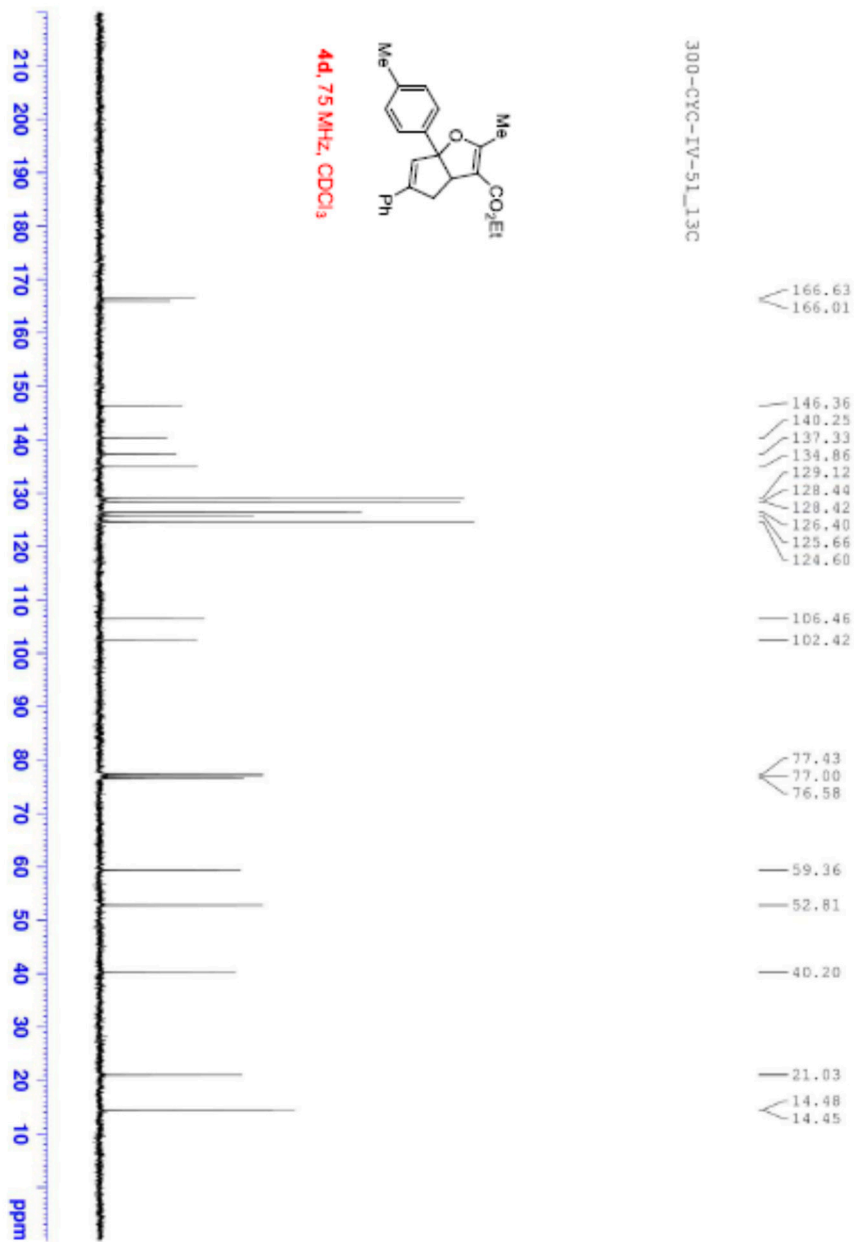 300-CYC-IV-51_13C
166.63
166.01
146.36
140.25
137.33
134.86
129.12
128.44
128.42
126.40
125.66
124.60
106.46
102.42
77.43
77.00
76.58
59.36
52.81
40.20
21.03
14.48
14.45
Me
O
CO₂Et
Ph
Me
4d, 75 MHz, CDCl₃
210 200 190 180 170 160 150 140 130 120 110 100 90 80 70 60 50 40 30 20 10 ppm